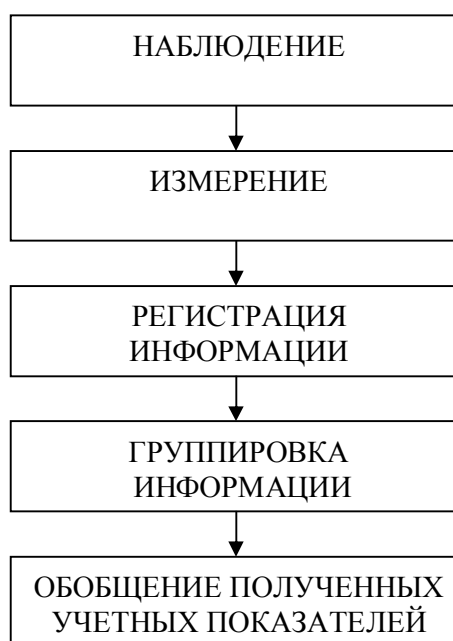 НАБЛЮДЕНИЕ
ИЗМЕРЕНИЕ
РЕГИСТРАЦИЯ
ИНФОРМАЦИИ
ГРУППИРОВКА
ИНФОРМАЦИИ
ОБОБЩЕНИЕ ПОЛУЧЕННЫХ
УЧЕТНЫХ ПОКАЗАТЕЛЕЙ